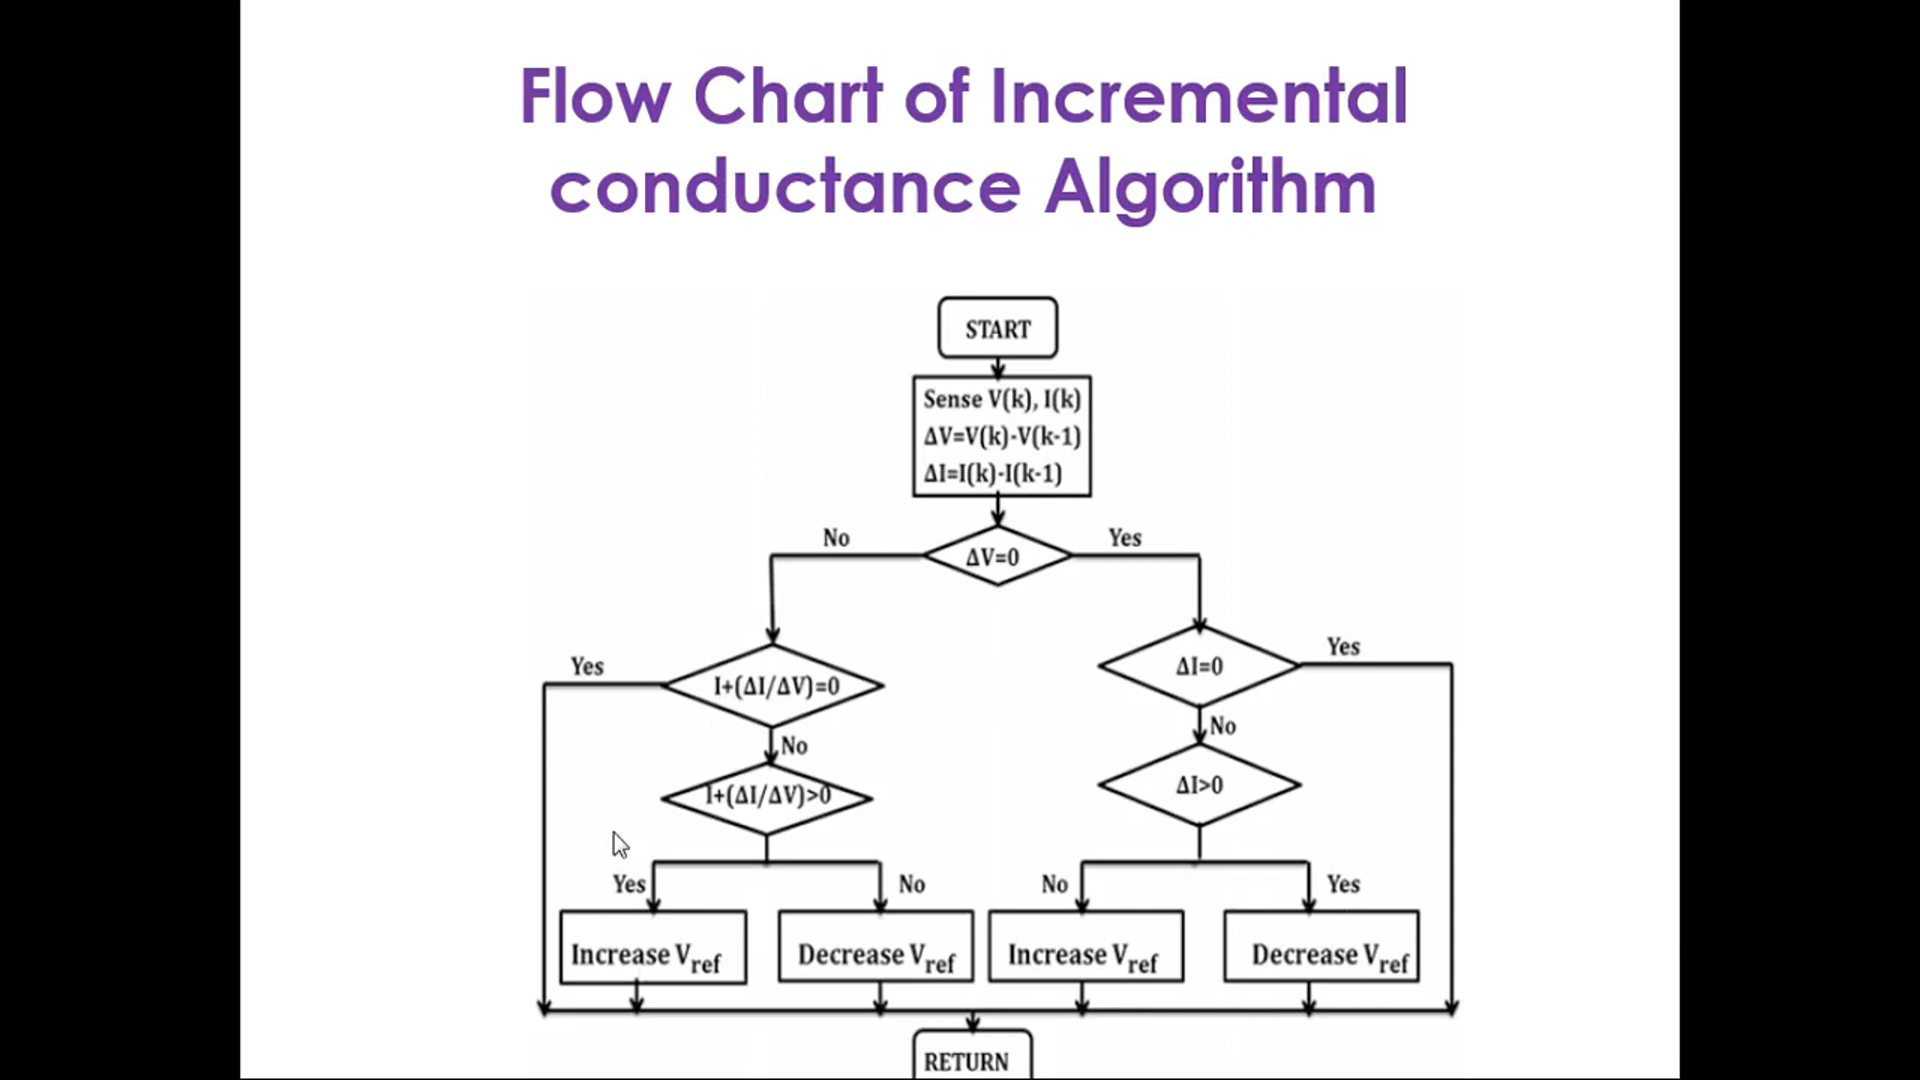 Flow Chart of Incremental
conductance Algorithm
START
Sense V(k), I(k)
ΔV=V(k)-V(k-1)
ΔI=I(k)-I(k-1)
No
Yes
ΔV=0
Yes
Yes
ΔI=0
I+(ΔI/ΔV)=0
No
No
ΔI>0
I+(ΔI/ΔV)>0
Yes
No
No
Yes
Increase Vref
Decrease Vref
Increase Vref
Decrease Vref
RETURN